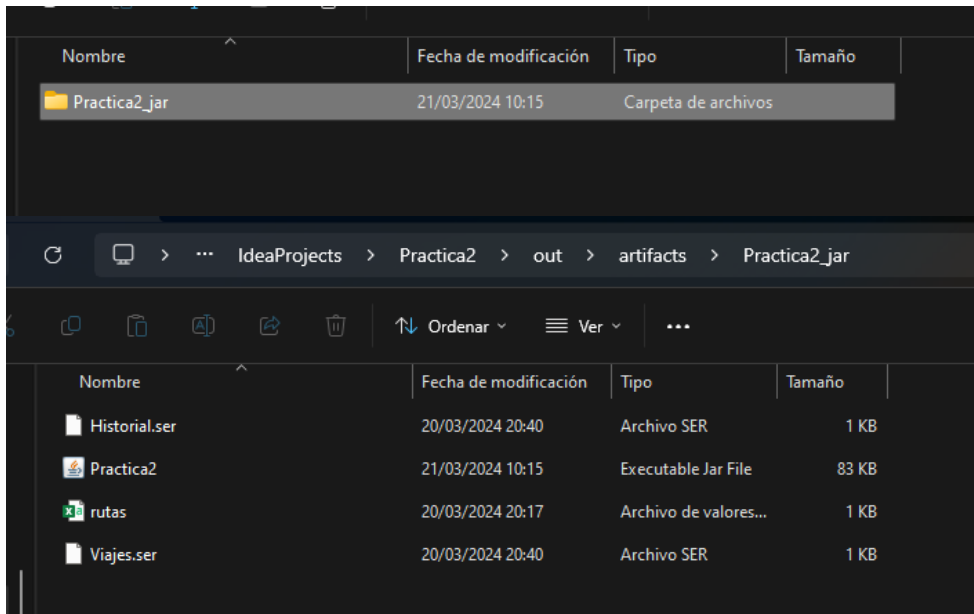 Nombre Fecha de modificación Tipo Tamaño
Practica2_jar 21/03/2024 10:15 Carpeta de archivos
··· IdeaProjects > Practica2 > out > artifacts > Practica2_jar
Ordenar Ver ···
Nombre Fecha de modificación Tipo Tamaño
Historial.ser 20/03/2024 20:40 Archivo SER 1 KB
Practica2 21/03/2024 10:15 Executable Jar File 83 KB
rutas 20/03/2024 20:17 Archivo de valores... 1 KB
Viajes.ser 20/03/2024 20:40 Archivo SER 1 KB